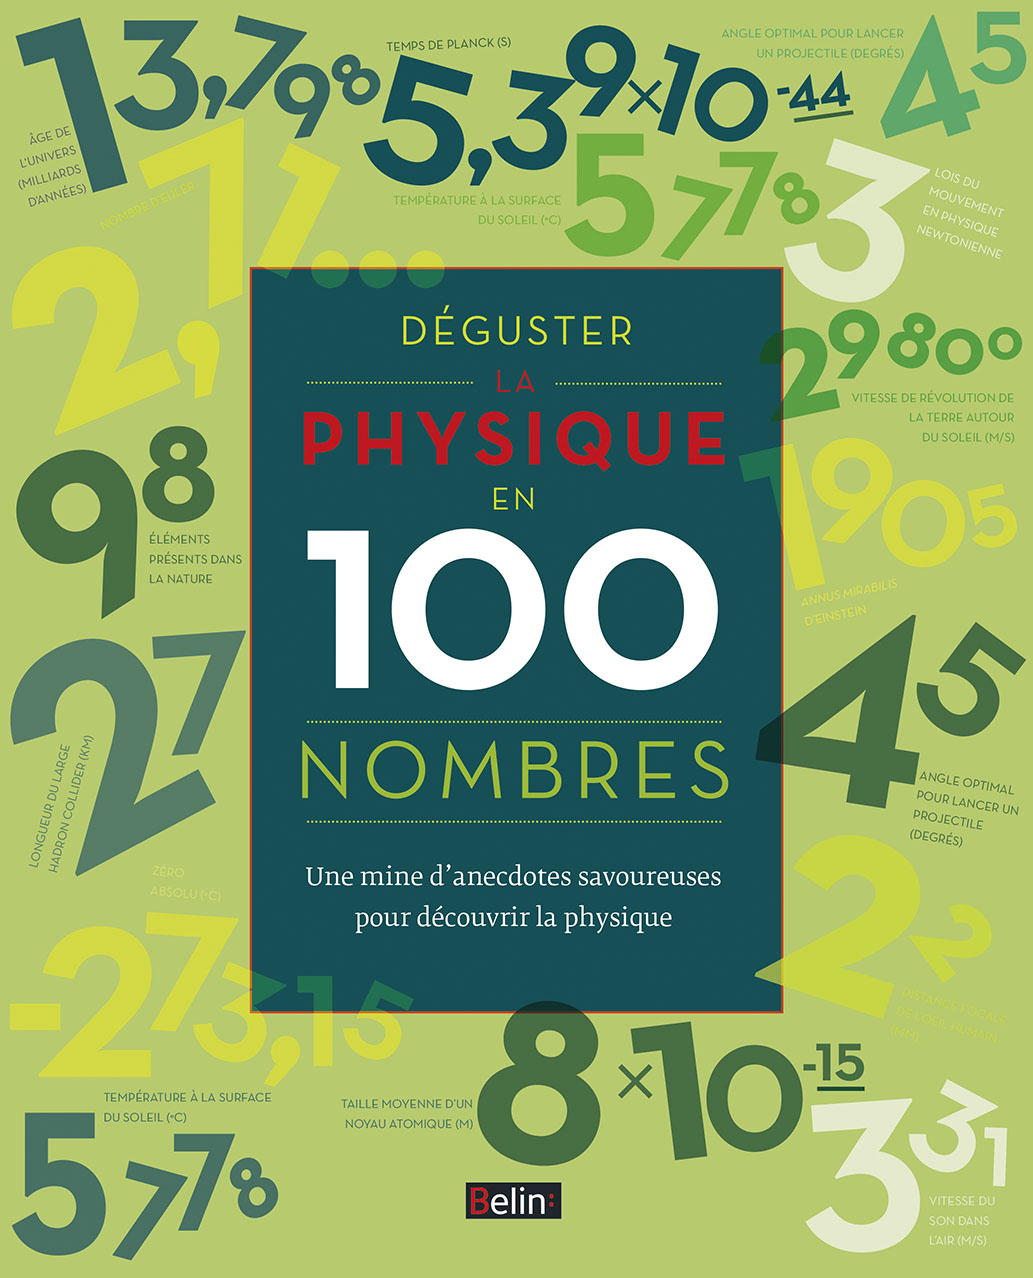 13,798
ÂGE DE
L'UNIVERS
(MILLIARDS
D'ANNÉES)
TEMPS DE PLANCK (S)
5,39×10-44
ANGLE OPTIMAL POUR LANCER
UN PROJECTILE (DEGRÉS)
45
NOMBRE D'EULER
2,71...
TEMPÉRATURE À LA SURFACE
DU SOLEIL (ºC)
5778
3
LOIS DU
MOUVEMENT
EN PHYSIQUE
NEWTONIENNE
29800
VITESSE DE RÉVOLUTION DE
LA TERRE AUTOUR
DU SOLEIL (M/S)
DÉGUSTER
LA
PHYSIQUE
EN
100
NOMBRES
Une mine d'anecdotes savoureuses
pour découvrir la physique
98
ÉLÉMENTS
PRÉSENTS DANS
LA NATURE
1905
ANNUS MIRABILIS
D'EINSTEIN
27
LONGUEUR DU LARGE
HADRON COLLIDER (KM)
45
ANGLE OPTIMAL
POUR LANCER UN
PROJECTILE
(DEGRÉS)
ZÉRO
ABSOLU (ºC)
-273,15
22
DISTANCE FOCALE
DE L'OEIL HUMAIN
(MM)
TEMPÉRATURE À LA SURFACE
DU SOLEIL (ºC)
5778
TAILLE MOYENNE D'UN
NOYAU ATOMIQUE (M)
8×10-15
331
VITESSE DU
SON DANS
L'AIR (M/S)
Belin: